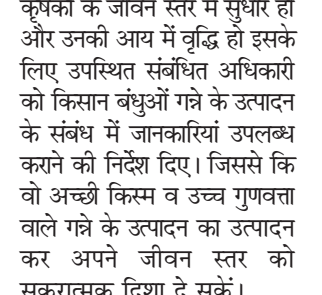 कृषकों के जीवन स्तर में सुधार हो
और उनकी आय में वृद्धि हो इसके
लिए उपस्थित संबंधित अधिकारी
को किसान बंधुओं गन्ने के उत्पादन
के संबंध में जानकारियां उपलब्ध
कराने की निर्देश दिए। जिससे कि
वो अच्छी किस्म व उच्च गुणवत्ता
वाले गन्ने के उत्पादन का उत्पादन
कर अपने जीवन स्तर को
सकरात्मक दिशा दे सकें।